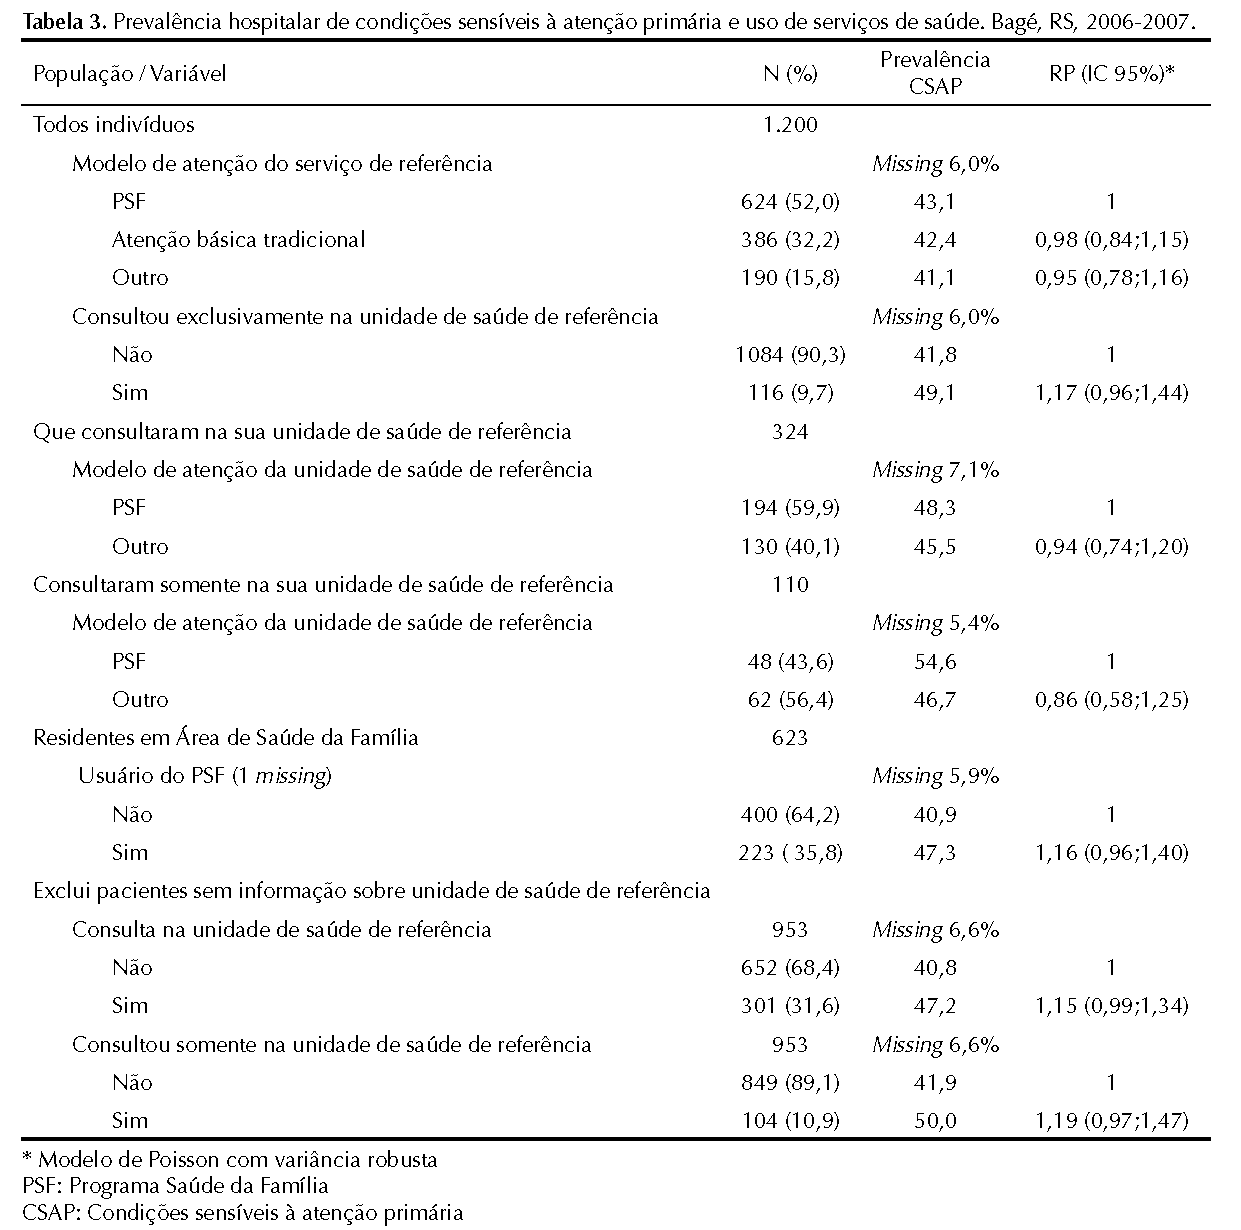 Tabela 3. Prevalência hospitalar de condições sensíveis à atenção primária e uso de serviços de saúde. Bagé, RS, 2006-2007.
População / Variável N (%) Prevalência CSAP RP (IC 95%)*
Todos indivíduos 1.200
Modelo de atenção do serviço de referência Missing 6,0%
PSF 624 (52,0) 43,1 1
Atenção básica tradicional 386 (32,2) 42,4 0,98 (0,84;1,15)
Outro 190 (15,8) 41,1 0,95 (0,78;1,16)
Consultou exclusivamente na unidade de saúde de referência Missing 6,0%
Não 1084 (90,3) 41,8 1
Sim 116 (9,7) 49,1 1,17 (0,96;1,44)
Que consultaram na sua unidade de saúde de referência 324
Modelo de atenção da unidade de saúde de referência Missing 7,1%
PSF 194 (59,9) 48,3 1
Outro 130 (40,1) 45,5 0,94 (0,74;1,20)
Consultaram somente na sua unidade de saúde de referência 110
Modelo de atenção da unidade de saúde de referência Missing 5,4%
PSF 48 (43,6) 54,6 1
Outro 62 (56,4) 46,7 0,86 (0,58;1,25)
Residentes em Área de Saúde da Família 623
Usuário do PSF (1 missing) Missing 5,9%
Não 400 (64,2) 40,9 1
Sim 223 ( 35,8) 47,3 1,16 (0,96;1,40)
Exclui pacientes sem informação sobre unidade de saúde de referência
Consulta na unidade de saúde de referência 953 Missing 6,6%
Não 652 (68,4) 40,8 1
Sim 301 (31,6) 47,2 1,15 (0,99;1,34)
Consultou somente na unidade de saúde de referência 953 Missing 6,6%
Não 849 (89,1) 41,9 1
Sim 104 (10,9) 50,0 1,19 (0,97;1,47)
* Modelo de Poisson com variância robusta
PSF: Programa Saúde da Família
CSAP: Condições sensíveis à atenção primária